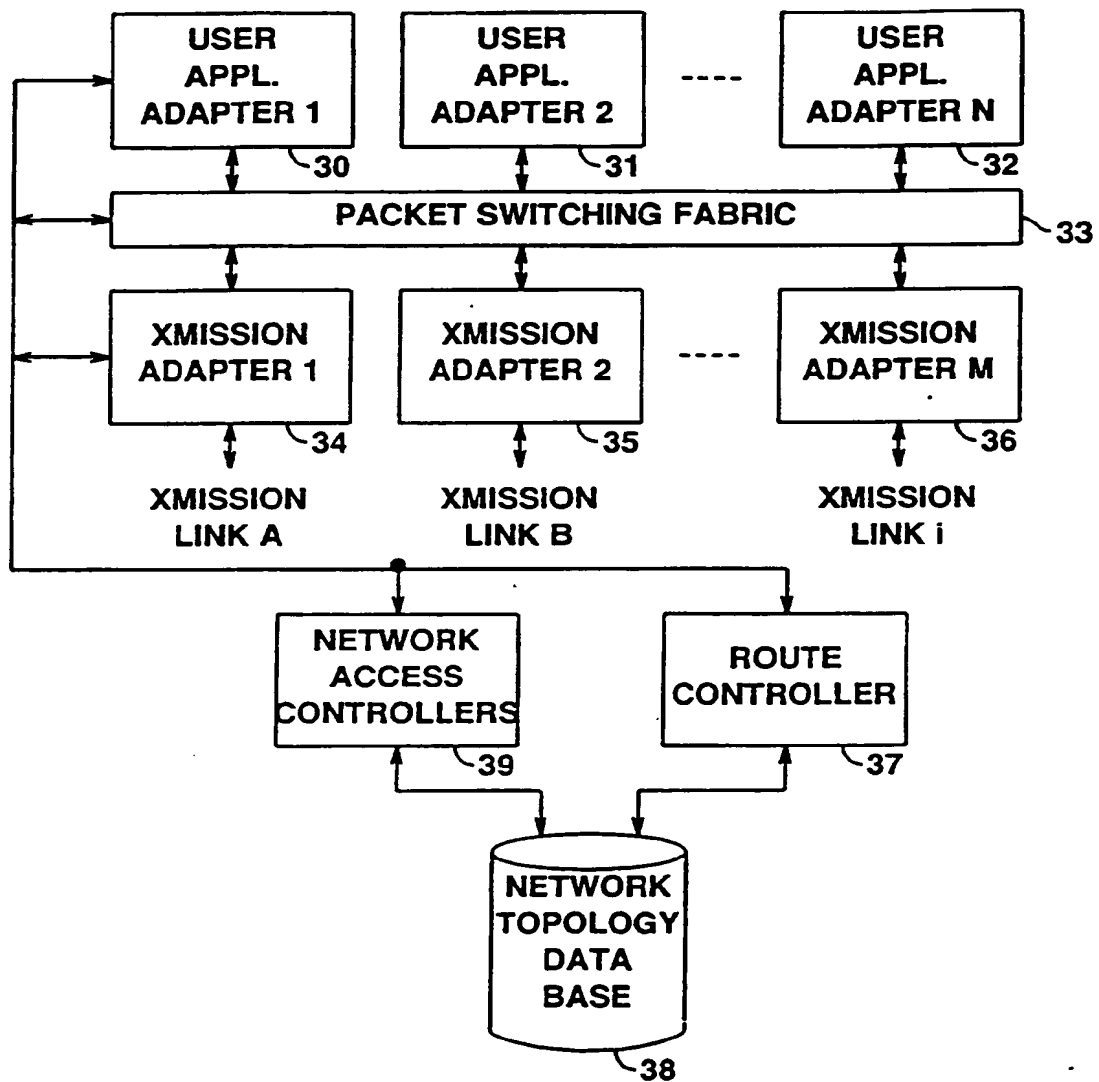 USER
APPL.
ADAPTER 1
30
USER
APPL.
ADAPTER 2
31
USER
APPL.
ADAPTER N
32
PACKET SWITCHING FABRIC
33
XMISSION
ADAPTER 1
34
XMISSION
ADAPTER 2
35
XMISSION
ADAPTER M
36
XMISSION
LINK A
XMISSION
LINK B
XMISSION
LINK i
NETWORK
ACCESS
CONTROLLERS
39
ROUTE
CONTROLLER
37
NETWORK
TOPOLOGY
DATA
BASE
38